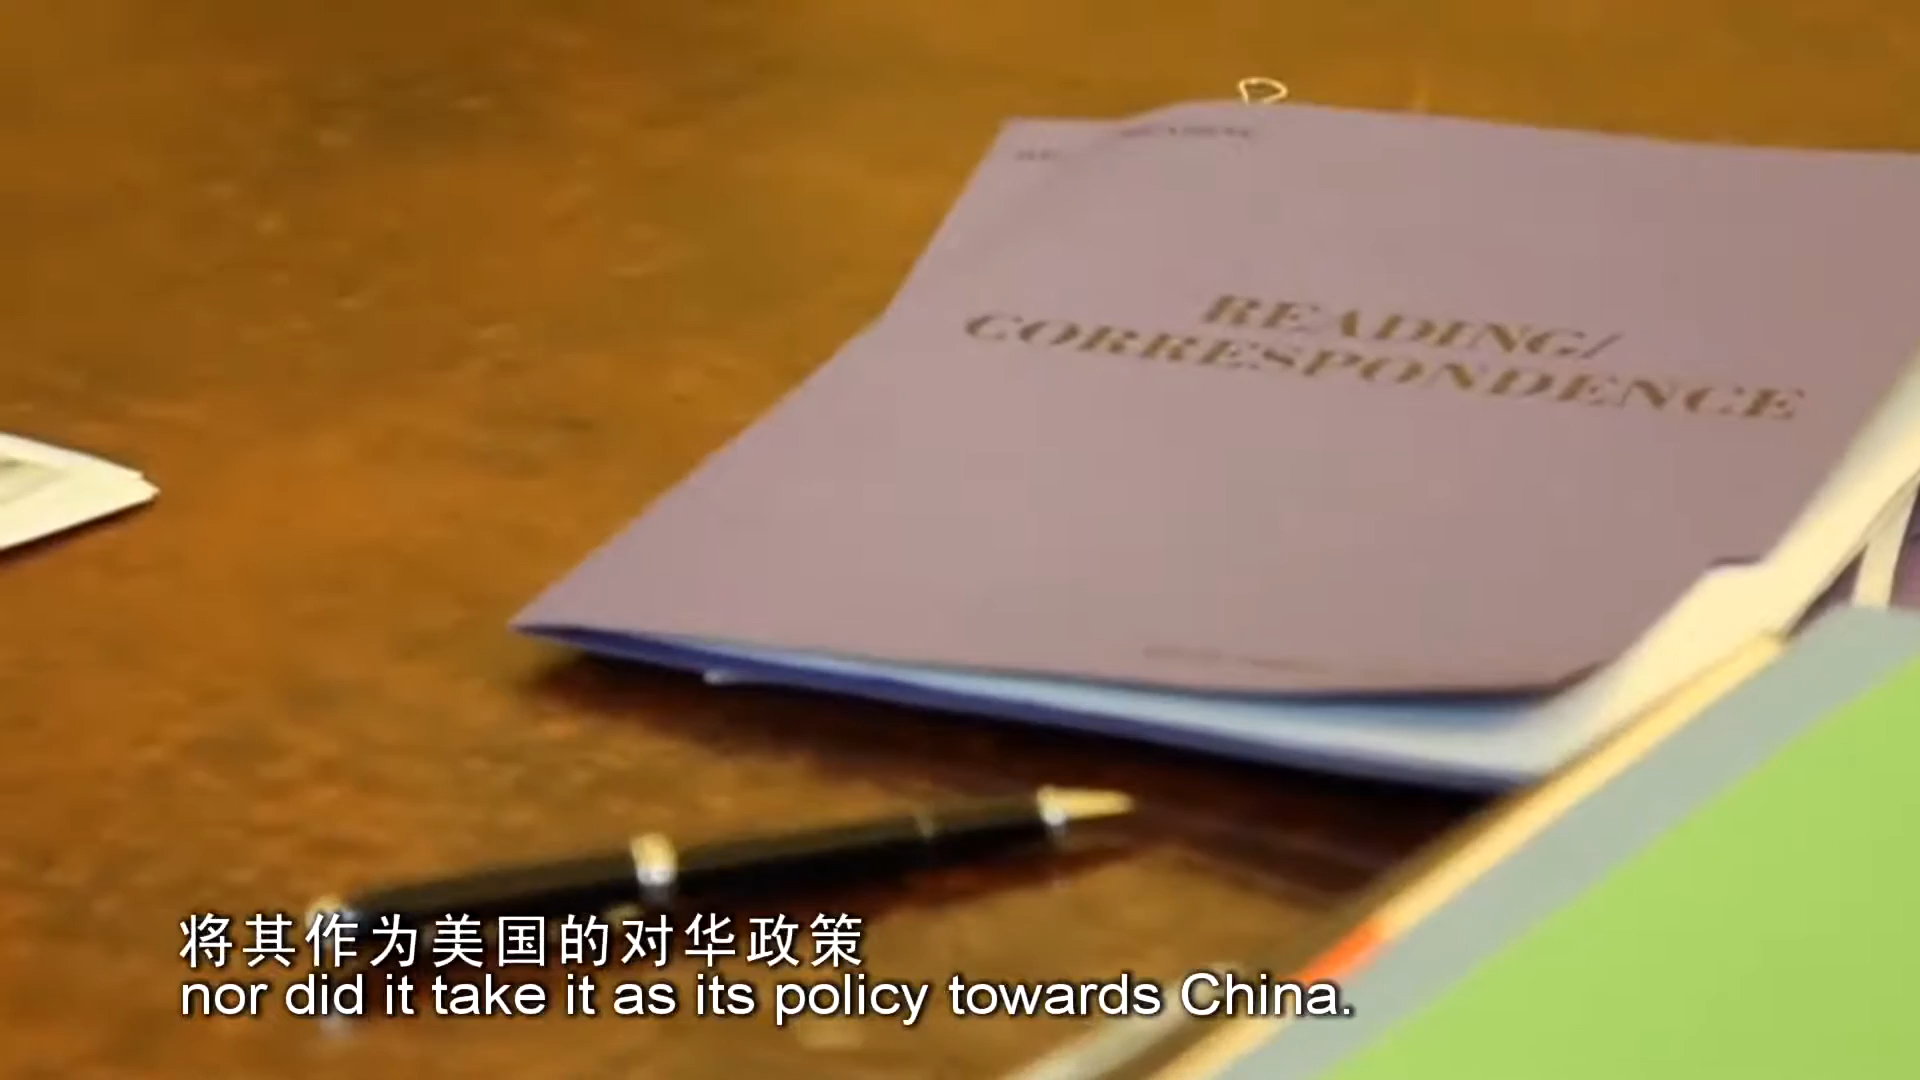 READING/
CORRESPONDENCE
将其作为美国的对华政策
nor did it take it as its policy towards China.